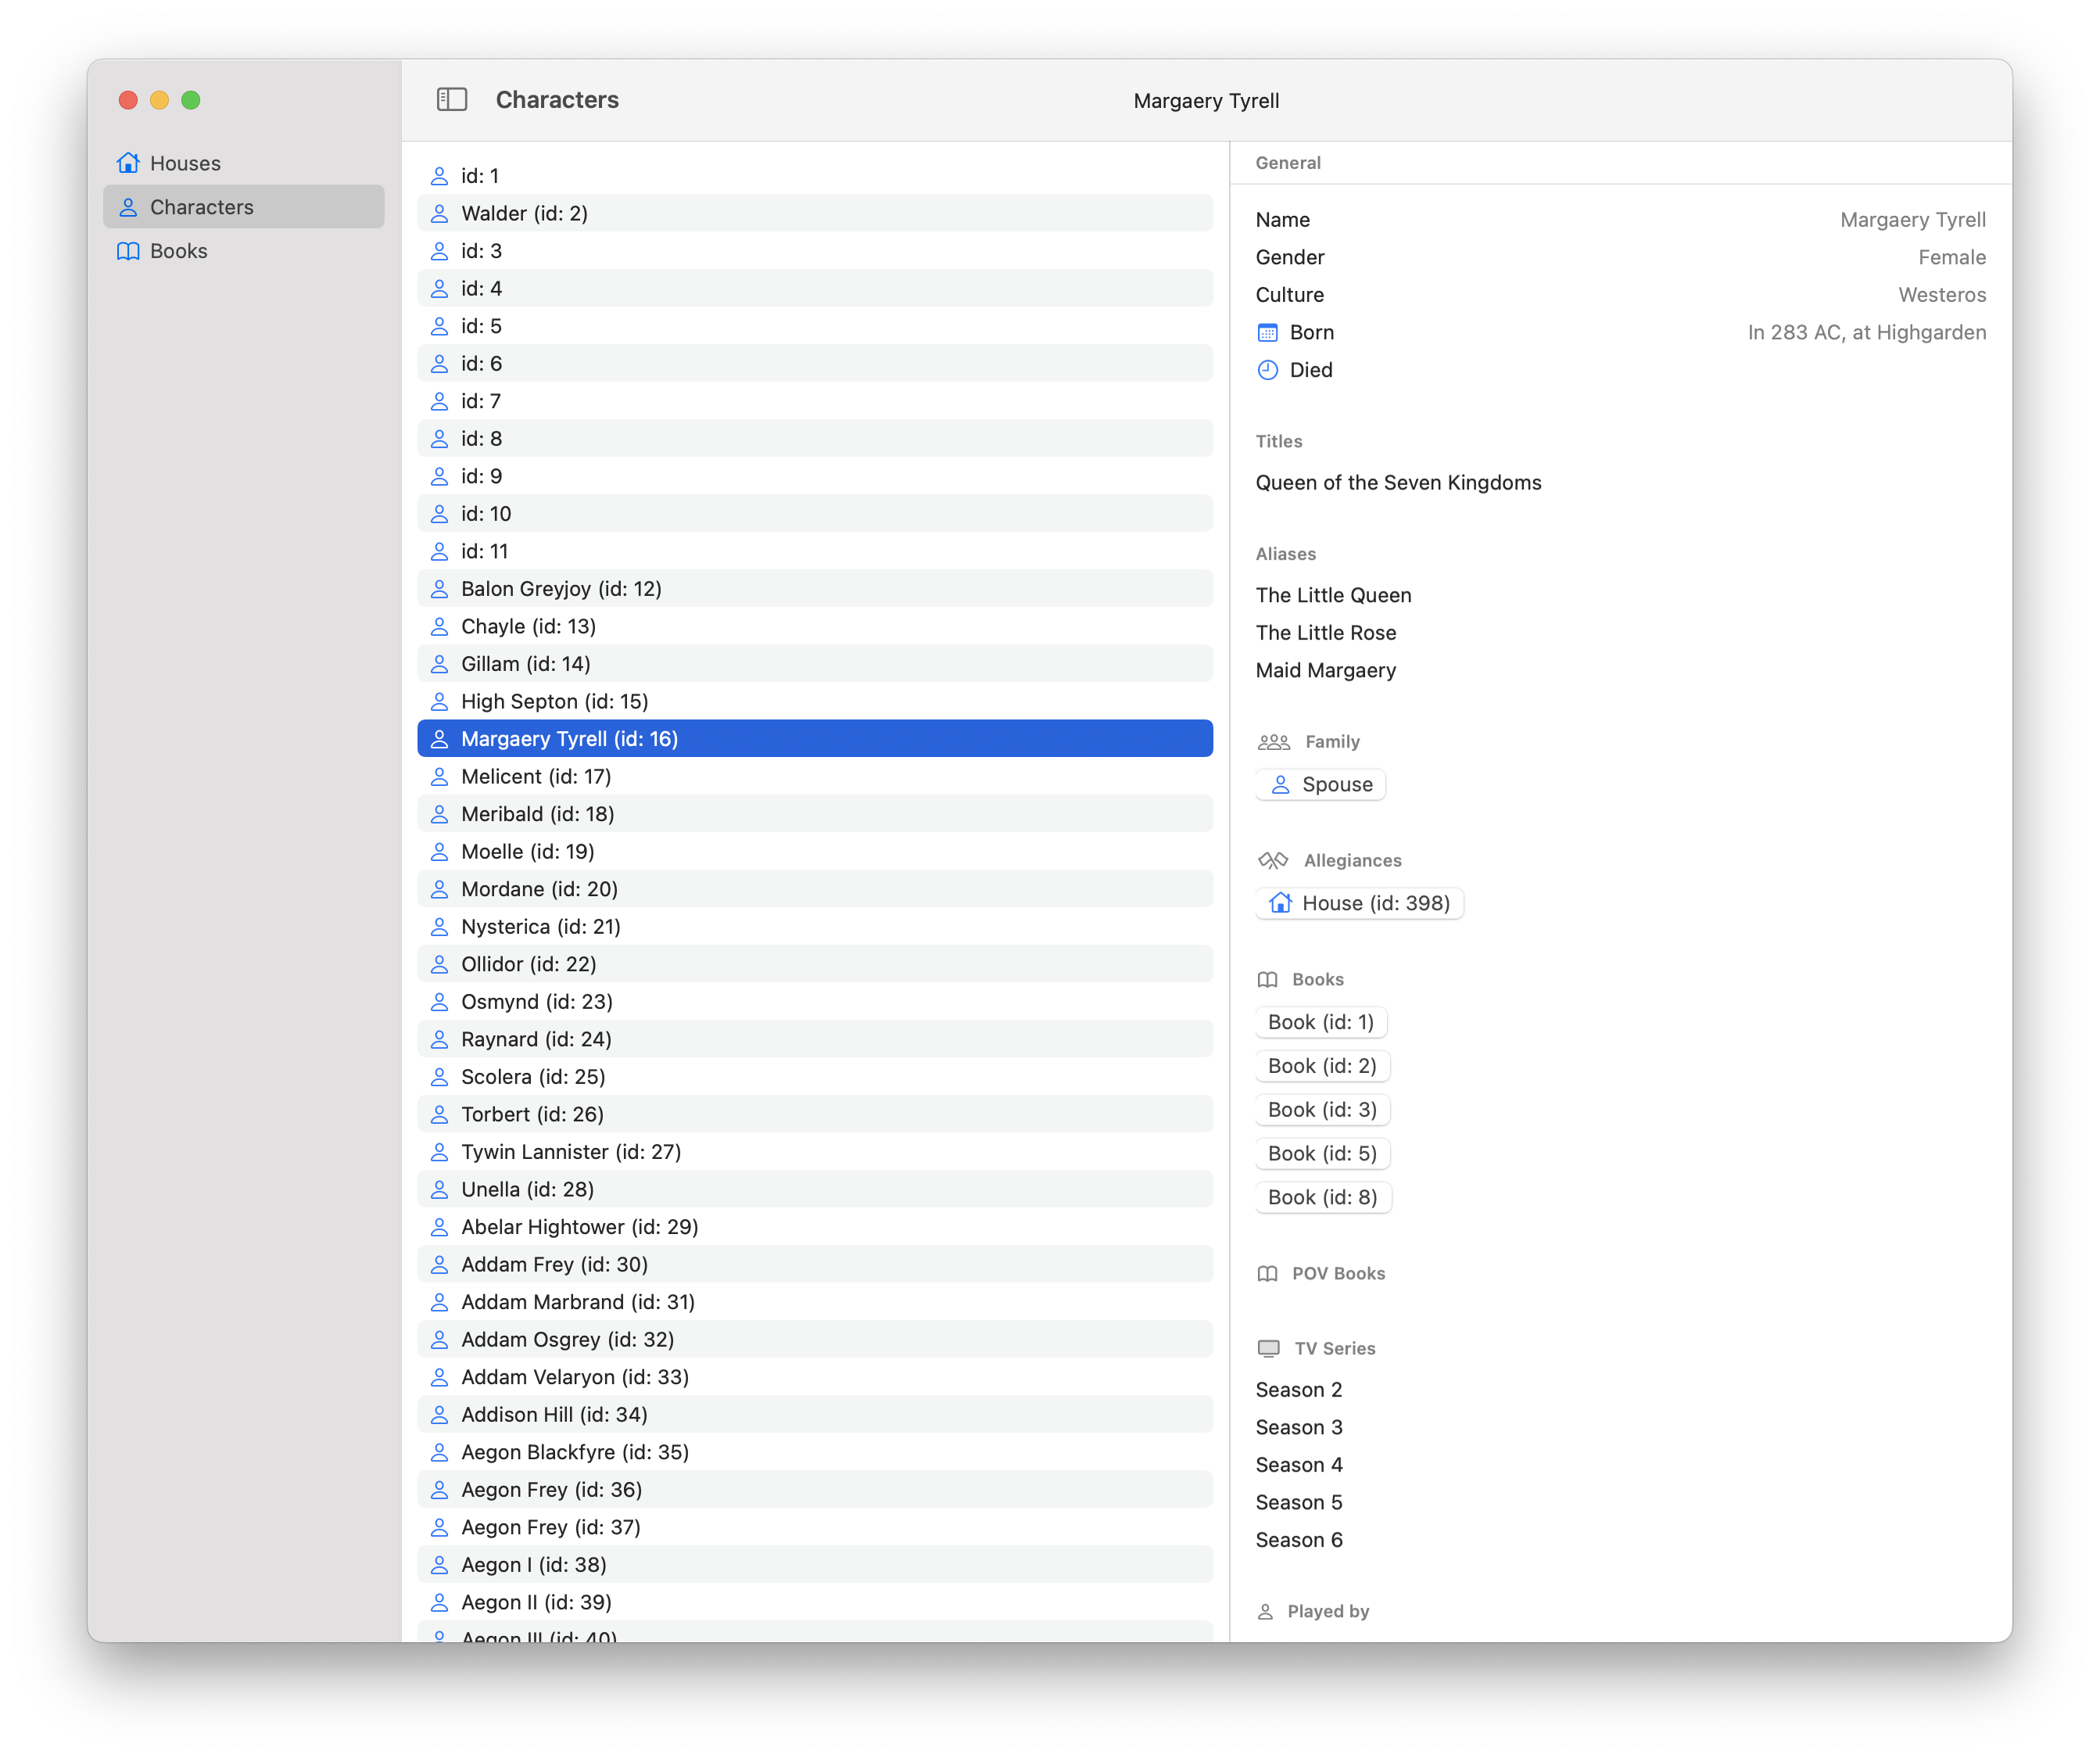 Houses
Characters
Books
Characters
Margaery Tyrell
id: 1
Walder (id: 2)
id: 3
id: 4
id: 5
id: 6
id: 7
id: 8
id: 9
id: 10
id: 11
Balon Greyjoy (id: 12)
Chayle (id: 13)
Gillam (id: 14)
High Septon (id: 15)
Margaery Tyrell (id: 16)
Melicent (id: 17)
Meribald (id: 18)
Moelle (id: 19)
Mordane (id: 20)
Nysterica (id: 21)
Ollidor (id: 22)
Osmynd (id: 23)
Raynard (id: 24)
Scolera (id: 25)
Torbert (id: 26)
Tywin Lannister (id: 27)
Unella (id: 28)
Abelar Hightower (id: 29)
Addam Frey (id: 30)
Addam Marbrand (id: 31)
Addam Osgrey (id: 32)
Addam Velaryon (id: 33)
Addison Hill (id: 34)
Aegon Blackfyre (id: 35)
Aegon Frey (id: 36)
Aegon Frey (id: 37)
Aegon I (id: 38)
Aegon II (id: 39)
Aegon III (id: 40)
General
Name Margaery Tyrell
Gender Female
Culture Westeros
Born In 283 AC, at Highgarden
Died
Titles
Queen of the Seven Kingdoms
Aliases
The Little Queen
The Little Rose
Maid Margaery
Family
Spouse
Allegiances
House (id: 398)
Books
Book (id: 1)
Book (id: 2)
Book (id: 3)
Book (id: 5)
Book (id: 8)
POV Books
TV Series
Season 2
Season 3
Season 4
Season 5
Season 6
Played by